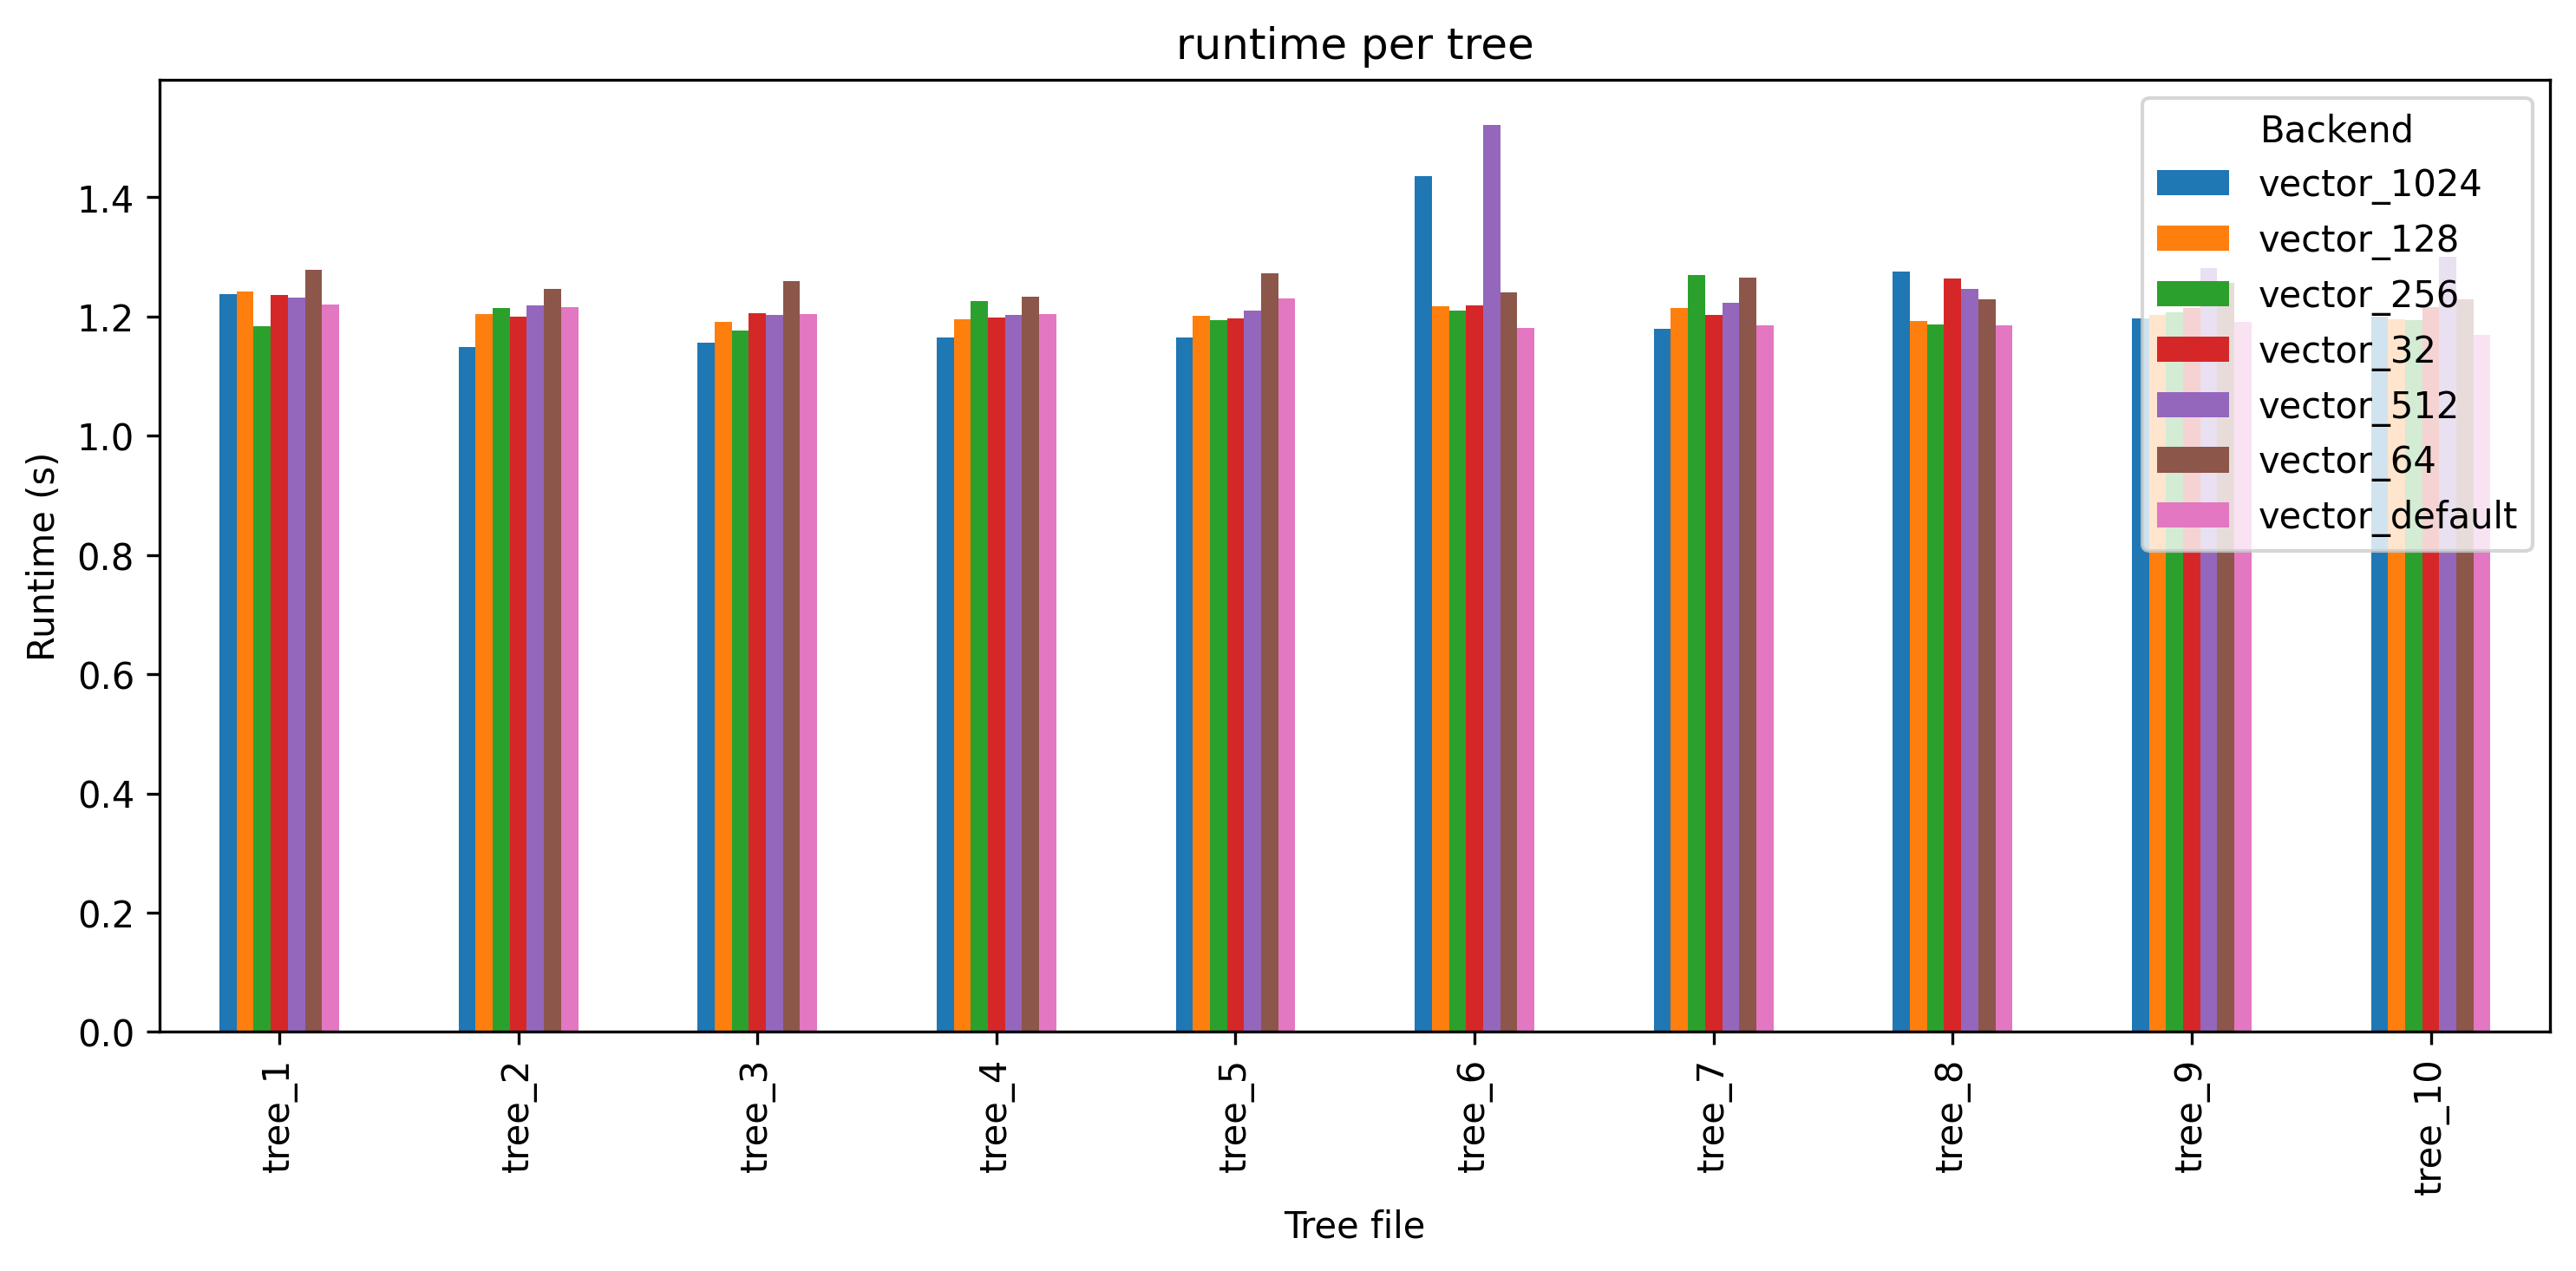 runtime per tree
Backend
vector_1024
vector_128
vector_256
vector_32
vector_512
vector_64
vector_default
Runtime (s)
1.4
1.2
1.0
0.8
0.6
0.4
0.2
0.0
tree_1
tree_2
tree_3
tree_4
tree_5
tree_6
tree_7
tree_8
tree_9
tree_10
Tree file